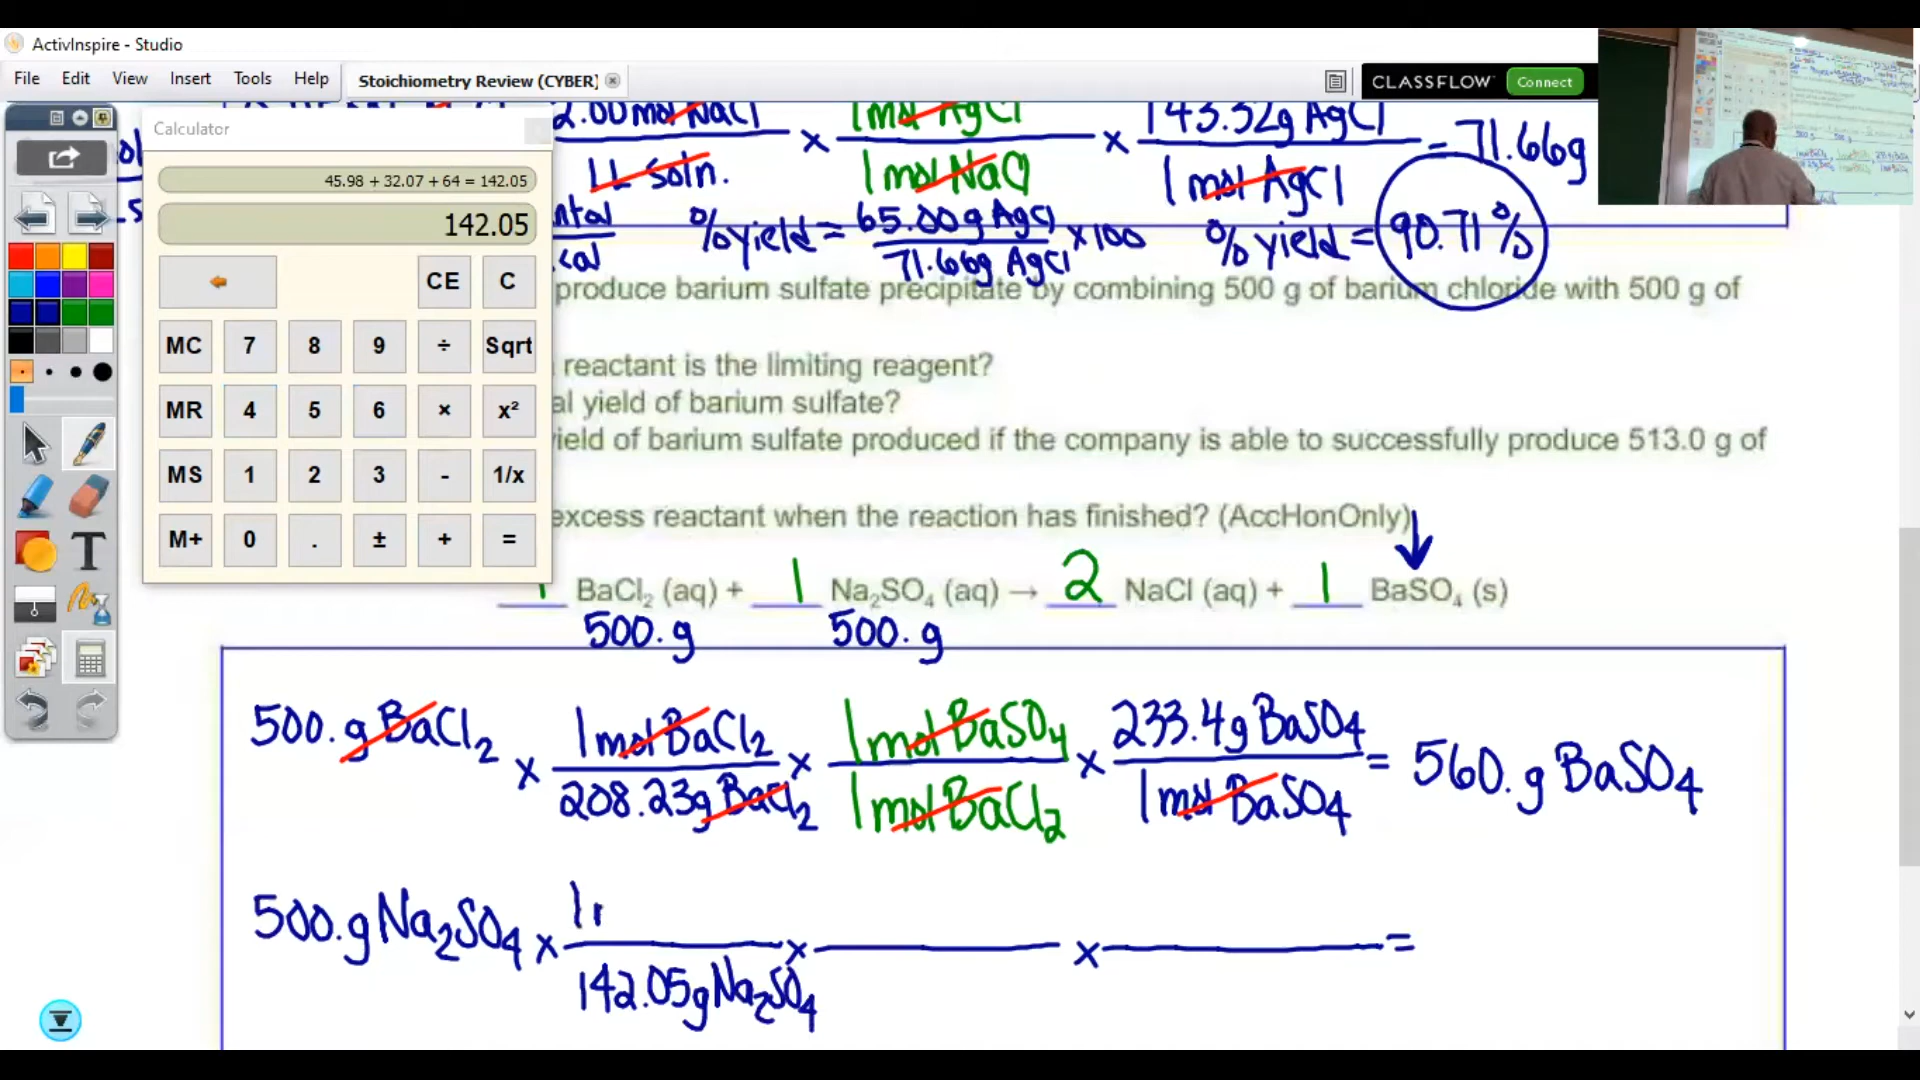 ActivInspire - Studio
File Edit View Insert Tools Help Stoichiometry Review (CYBER)
CLASSFLOW Connect
Calculator
45.98 + 32.07 + 64 = 142.05
142.05
CE C
MC 7 8 9 ÷ Sqrt
MR 4 5 6 × x²
MS 1 2 3 - 1/x
M+ 0 . ± + =
2.00 mol NaCl × 1 mol AgCl × 143.32g AgCl = 71.66g
1 L soln. 1 mol NaCl 1 mol AgCl
% yield = 65.00g AgCl × 100 % yield = 90.71%
71.66g AgCl
produce barium sulfate precipitate by combining 500 g of barium chloride with 500 g of
reactant is the limiting reagent?
al yield of barium sulfate?
ield of barium sulfate produced if the company is able to successfully produce 513.0 g of
excess reactant when the reaction has finished? (AccHonOnly)
1 BaCl₂ (aq) + 1 Na₂SO₄ (aq) → 2 NaCl (aq) + 1 BaSO₄ (s)
500. g 500. g
500. g BaCl₂ × 1 mol BaCl₂ × 1 mol BaSO₄ × 233.4g BaSO₄ = 560. g BaSO₄
208.23g BaCl₂ 1 mol BaCl₂ 1 mol BaSO₄
500. g Na₂SO₄ × 1 × × =
142.05g Na₂SO₄